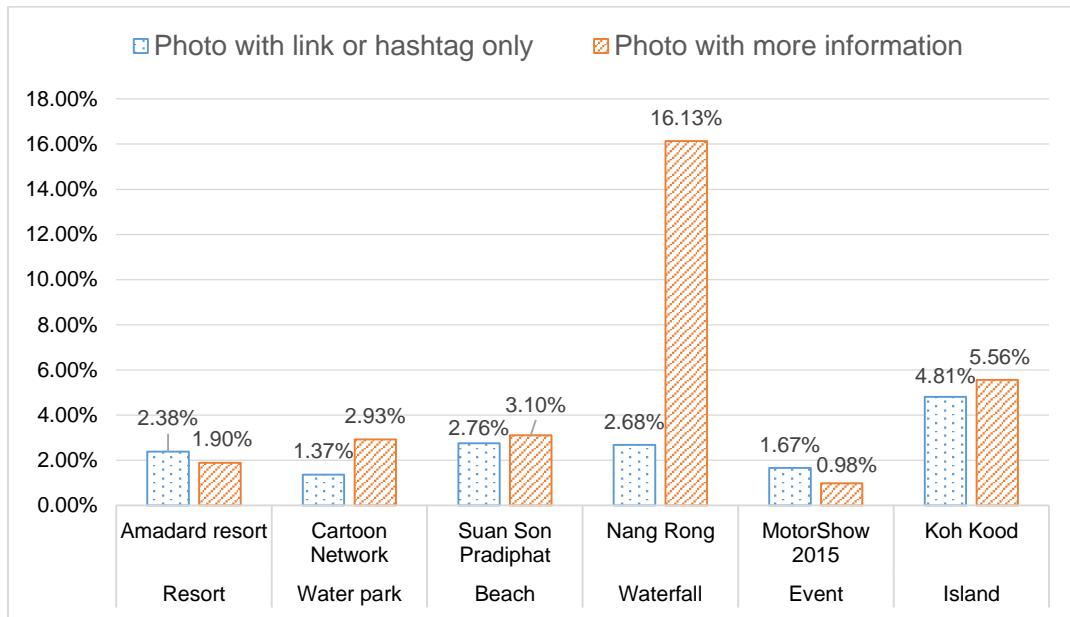 Photo with link or hashtag only Photo with more information
18.00%
16.00%
14.00%
12.00%
10.00%
8.00%
6.00%
4.00%
2.00%
0.00%
2.38%
1.90%
1.37%
2.93%
2.76%
3.10%
2.68%
16.13%
1.67%
0.98%
4.81%
5.56%
Amadard resort
Cartoon
Network
Suan Son
Pradiphat
Nang Rong
MotorShow
2015
Koh Kood
Resort
Water park
Beach
Waterfall
Event
Island